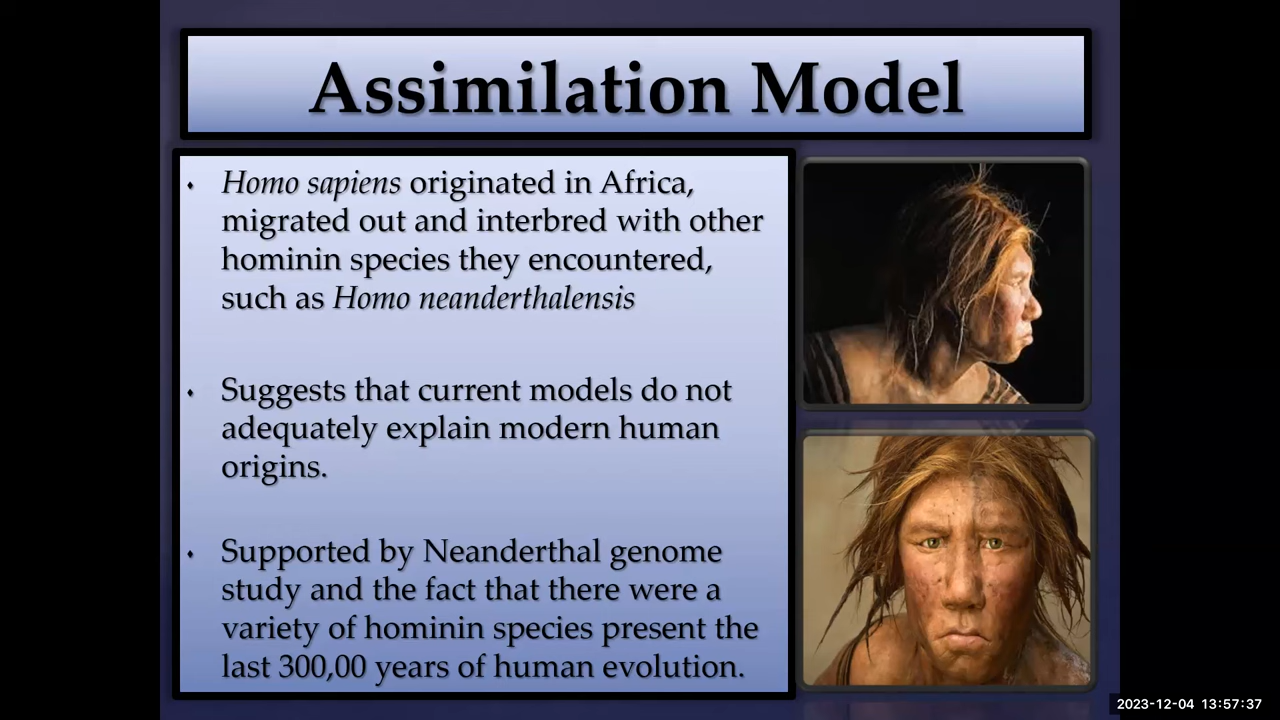 Assimilation Model
Homo sapiens originated in Africa,
migrated out and interbred with other
hominin species they encountered,
such as Homo neanderthalensis
Suggests that current models do not
adequately explain modern human
origins.
Supported by Neanderthal genome
study and the fact that there were a
variety of hominin species present the
last 300,00 years of human evolution.
2023-12-04 13:57:37